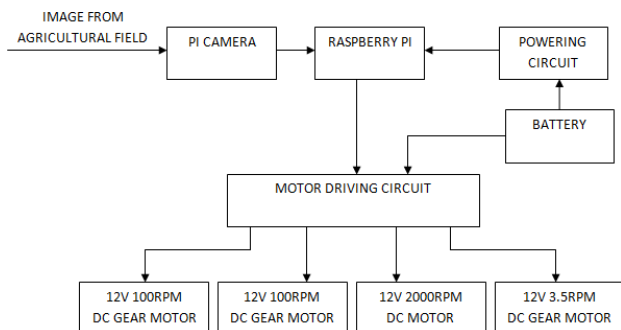 IMAGE FROM
AGRICULTURAL FIELD
PI CAMERA
RASPBERRY PI
POWERING
CIRCUIT
BATTERY
MOTOR DRIVING CIRCUIT
12V 100RPM
DC GEAR MOTOR
12V 100RPM
DC GEAR MOTOR
12V 2000RPM
DC MOTOR
12V 3.5RPM
DC GEAR MOTOR